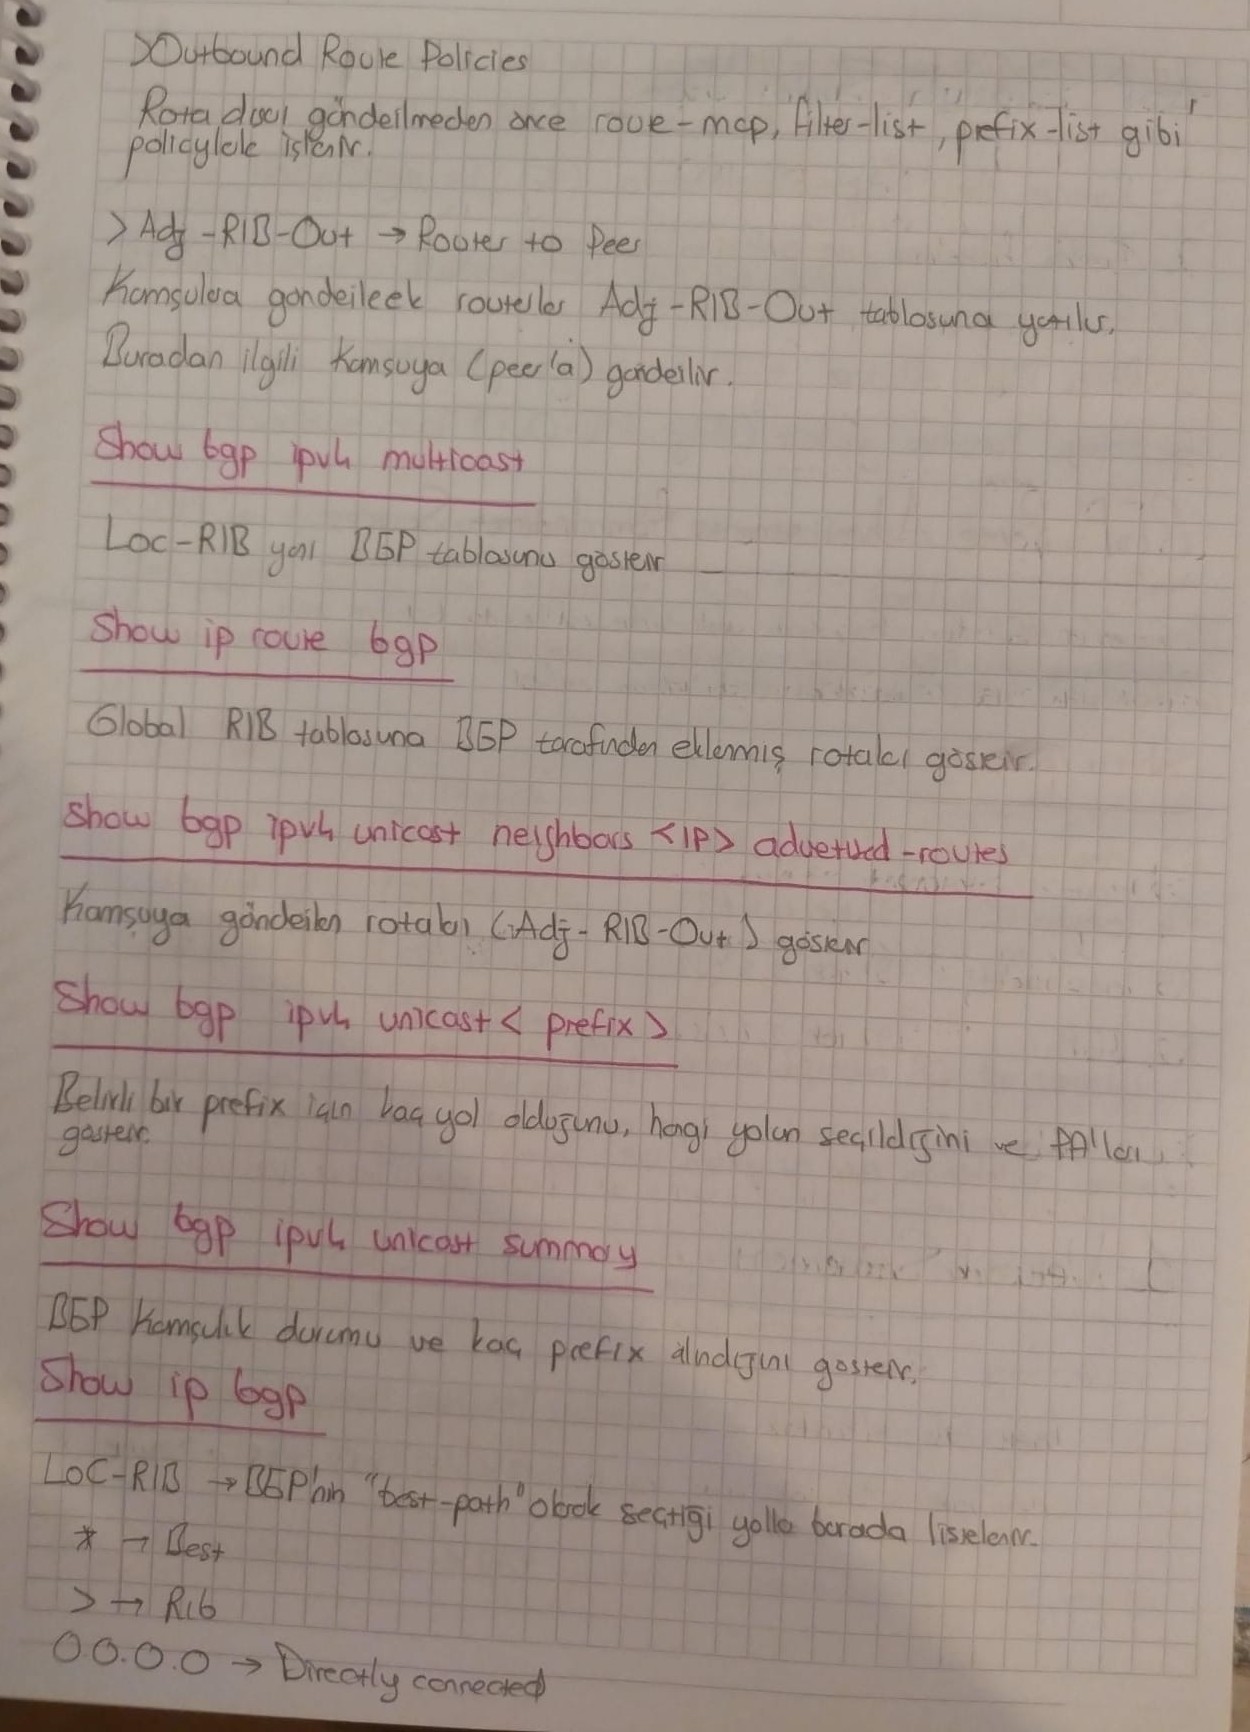 >Outbound Route Policies
Rota dışarı gönderilmeden önce route-map, filter-list, prefix-list gibi
policylerle işlenir.
> Adj-RIB-Out → Router to Peer
Komşulara gönderilecek routelar Adj-RIB-Out tablosuna yazılır.
Buradan ilgili komşuya (peer'a) gönderilir.
Show bgp ipv4 multicast
Loc-RIB yani BGP tablosunu gösterir
Show ip route bgp
Global RIB tablosuna BGP tarafından eklenmiş rotaları gösterir.
Show bgp ipv4 unicast neighbors <IP> advertised-routes
Komşuya gönderilen rotaları (Adj-RIB-Out) gösterir
Show bgp ipv4 unicast < prefix >
Belirli bir prefix için kaç yol olduğunu, hangi yolun seçildiğini ve PA'ları
gösterir.
Show bgp ipv4 unicast summary
BGP Komşuluk durumu ve kaç prefix alındığını gösterir.
Show ip bgp
LOC-RIB → BGP'nin "best-path" olarak seçtiği yollar burada listelenir.
* → Best
> → Rib
0.0.0.0 → Directly connected